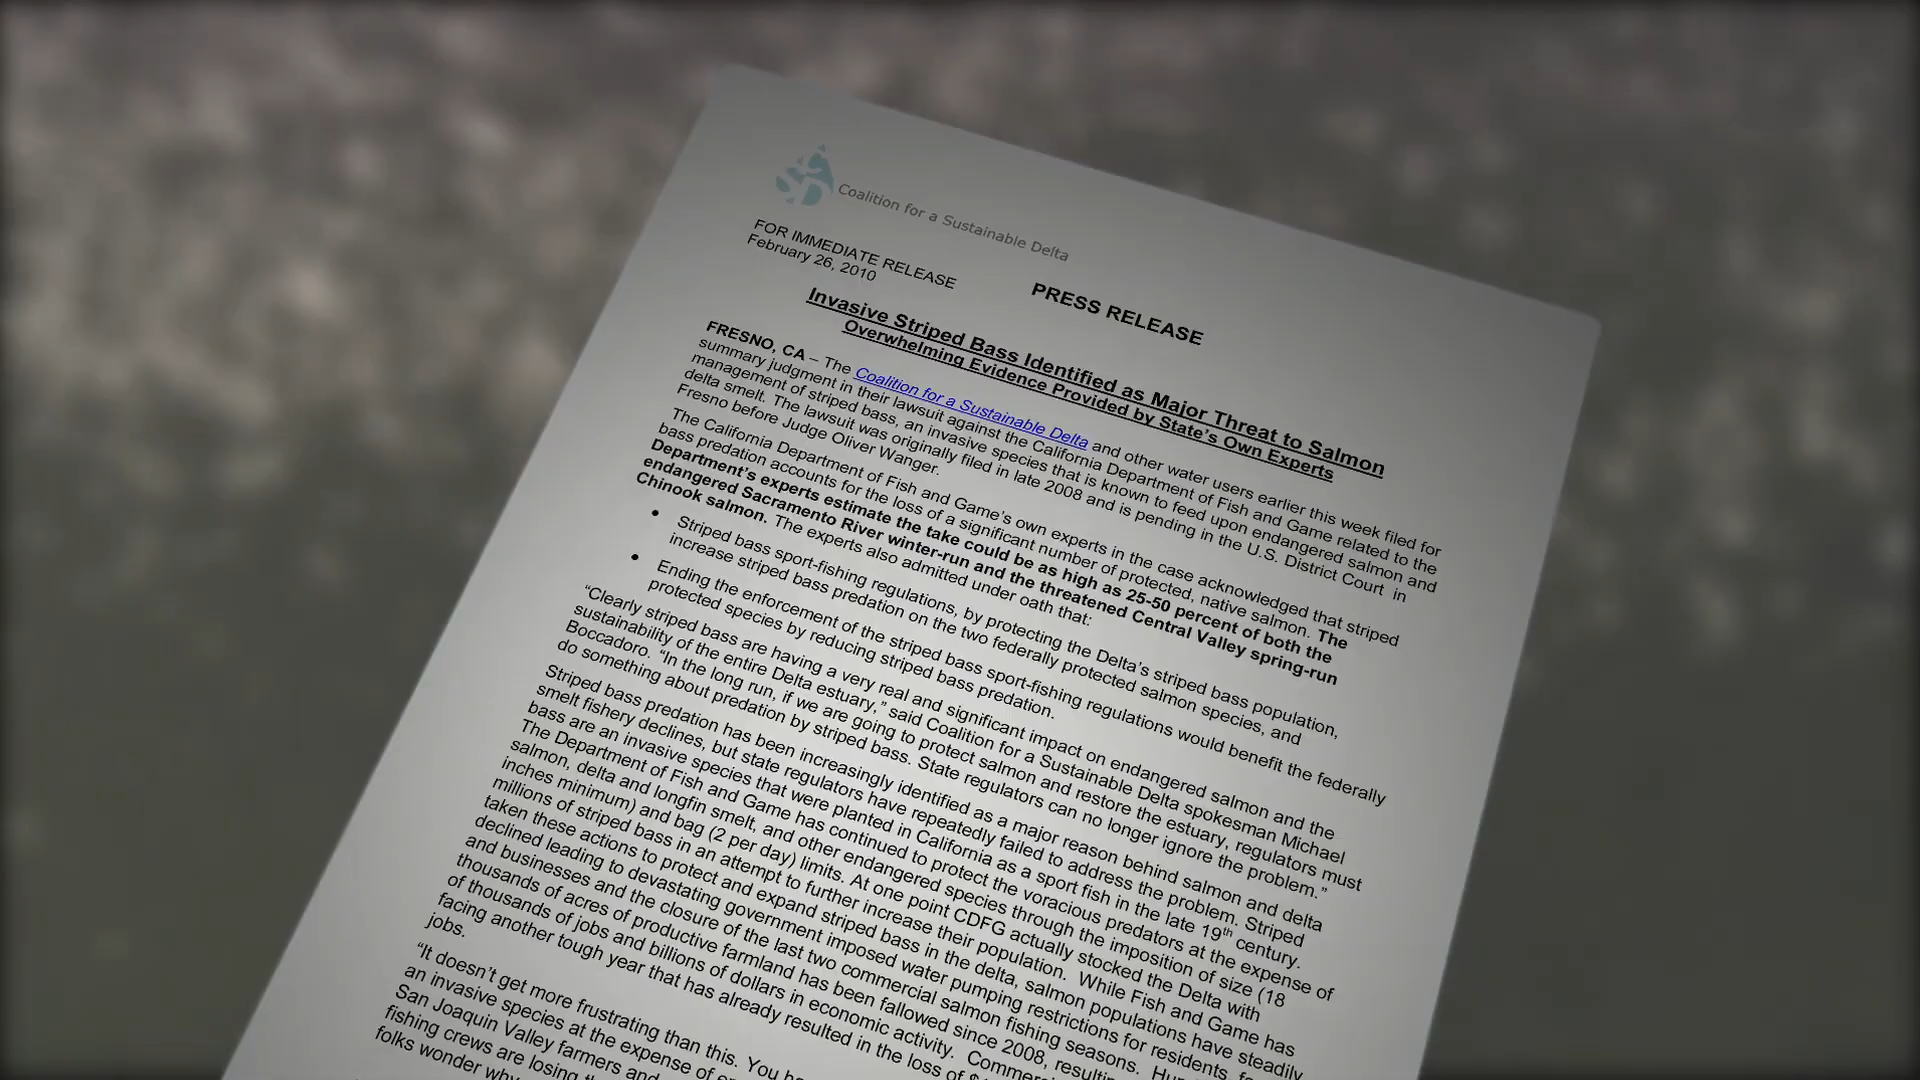 Coalition for a Sustainable Delta
FOR IMMEDIATE RELEASE
February 26, 2010
PRESS RELEASE
Invasive Striped Bass Identified as Major Threat to Salmon
Overwhelming Evidence Provided by State's Own Experts
FRESNO, CA – The Coalition for a Sustainable Delta and other water users earlier this week filed for
summary judgment in their lawsuit against the California Department of Fish and Game related to the
management of striped bass, an invasive species that is known to feed upon endangered salmon and
delta smelt. The lawsuit was originally filed in late 2008 and is pending in the U.S. District Court in
Fresno before Judge Oliver Wanger.
The California Department of Fish and Game's own experts in the case acknowledged that striped
bass predation accounts for the loss of a significant number of protected, native salmon. The
Department's experts estimate the take could be as high as 25-50 percent of both the
endangered Sacramento River winter-run and the threatened Central Valley spring-run
Chinook salmon. The experts also admitted under oath that:
• Striped bass sport-fishing regulations, by protecting the Delta's striped bass population,
increase striped bass predation on the two federally protected salmon species, and
• Ending the enforcement of the striped bass sport-fishing regulations would benefit the federally
protected species by reducing striped bass predation.
“Clearly striped bass are having a very real and significant impact on endangered salmon and the
sustainability of the entire Delta estuary,” said Coalition for a Sustainable Delta spokesman Michael
Boccadoro. “In the long run, if we are going to protect salmon and restore the estuary, regulators must
do something about predation by striped bass. State regulators can no longer ignore the problem.”
Striped bass predation has been increasingly identified as a major reason behind salmon and delta
smelt fishery declines, but state regulators have repeatedly failed to address the problem. Striped
bass are an invasive species that were planted in California as a sport fish in the late 19th century.
The Department of Fish and Game has continued to protect the voracious predators at the expense of
salmon, delta and longfin smelt, and other endangered species through the imposition of size (18
inches minimum) and bag (2 per day) limits. At one point CDFG actually stocked the Delta with
millions of striped bass in an attempt to further increase their population. While Fish and Game has
taken these actions to protect and expand striped bass in the delta, salmon populations have steadily
declined leading to devastating government imposed water pumping restrictions for residents,
and businesses and the closure of the last two commercial salmon fishing seasons.
thousands of acres of productive farmland has been fallowed since 2008,
of thousands of jobs and billions of dollars in economic activity.
facing another tough year that has already resulted in the loss of
jobs.
“It doesn't get more frustrating than this. You
an invasive species at the expense of
San Joaquin Valley farmers and
fishing crews are losing
folks wonder why